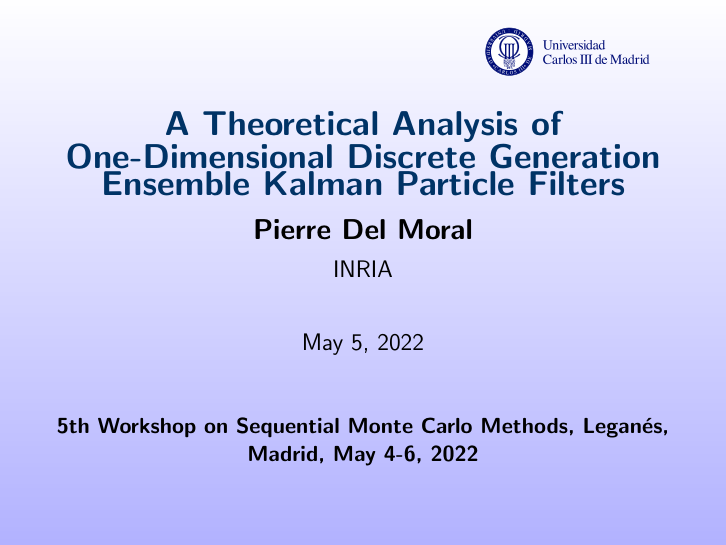 Universidad
Carlos III de Madrid
A Theoretical Analysis of
One-Dimensional Discrete Generation
Ensemble Kalman Particle Filters
Pierre Del Moral
INRIA
May 5, 2022
5th Workshop on Sequential Monte Carlo Methods, Leganés,
Madrid, May 4-6, 2022